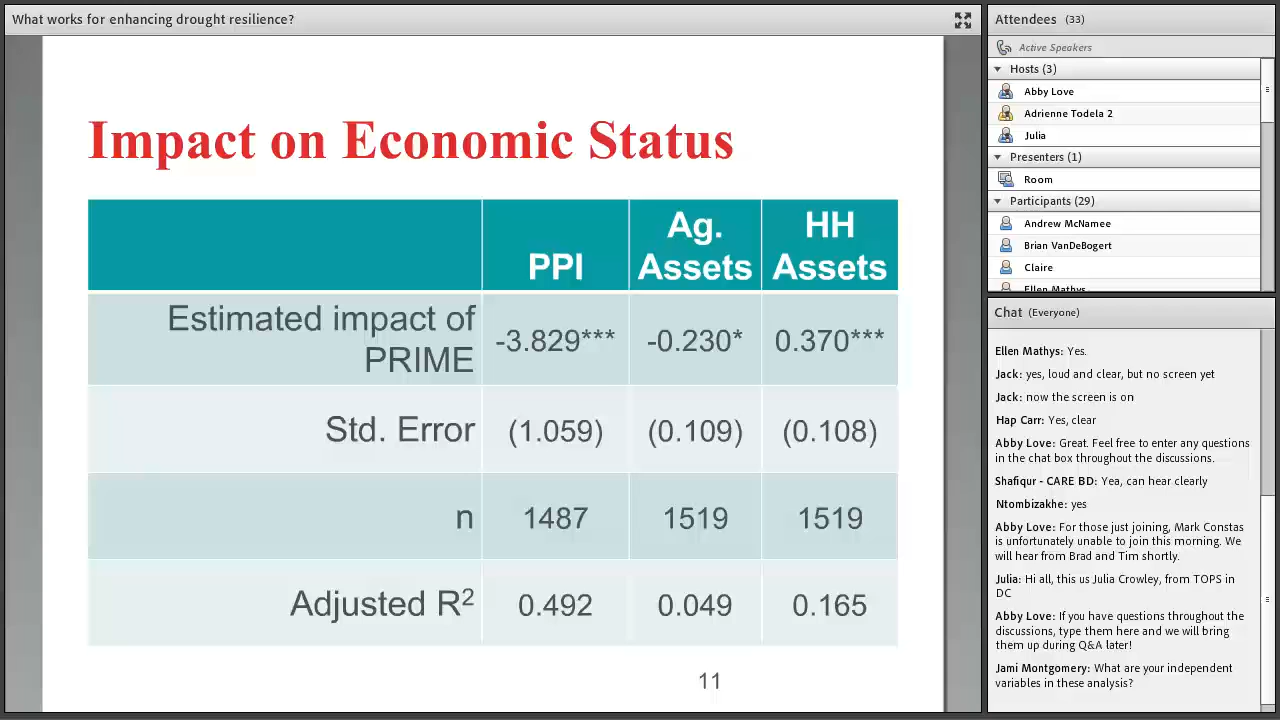 What works for enhancing drought resilience?
Impact on Economic Status
PPI
Ag.
Assets
HH
Assets
Estimated impact of
PRIME
-3.829***
-0.230*
0.370***
Std. Error
(1.059)
(0.109)
(0.108)
n
1487
1519
1519
Adjusted R²
0.492
0.049
0.165
11
Attendees (33)
Active Speakers
Hosts (3)
Abby Love
Adrienne Todela 2
Julia
Presenters (1)
Room
Participants (29)
Andrew McNamee
Brian VanDeBogert
Claire
Ellen Mathys
Chat (Everyone)
Ellen Mathys: Yes.
Jack: yes, loud and clear, but no screen yet
Jack: now the screen is on
Hap Carr: Yes, clear
Abby Love: Great. Feel free to enter any questions
in the chat box throughout the discussions.
Shafiqur - CARE BD: Yea, can hear clearly
Ntombizakhe: yes
Abby Love: For those just joining, Mark Constas
is unfortunately unable to join this morning. We
will hear from Brad and Tim shortly.
Julia: Hi all, this us Julia Crowley, from TOPS in
DC
Abby Love: If you have questions throughout the
discussions, type them here and we will bring
them up during Q&A later!
Jami Montgomery: What are your independent
variables in these analysis?